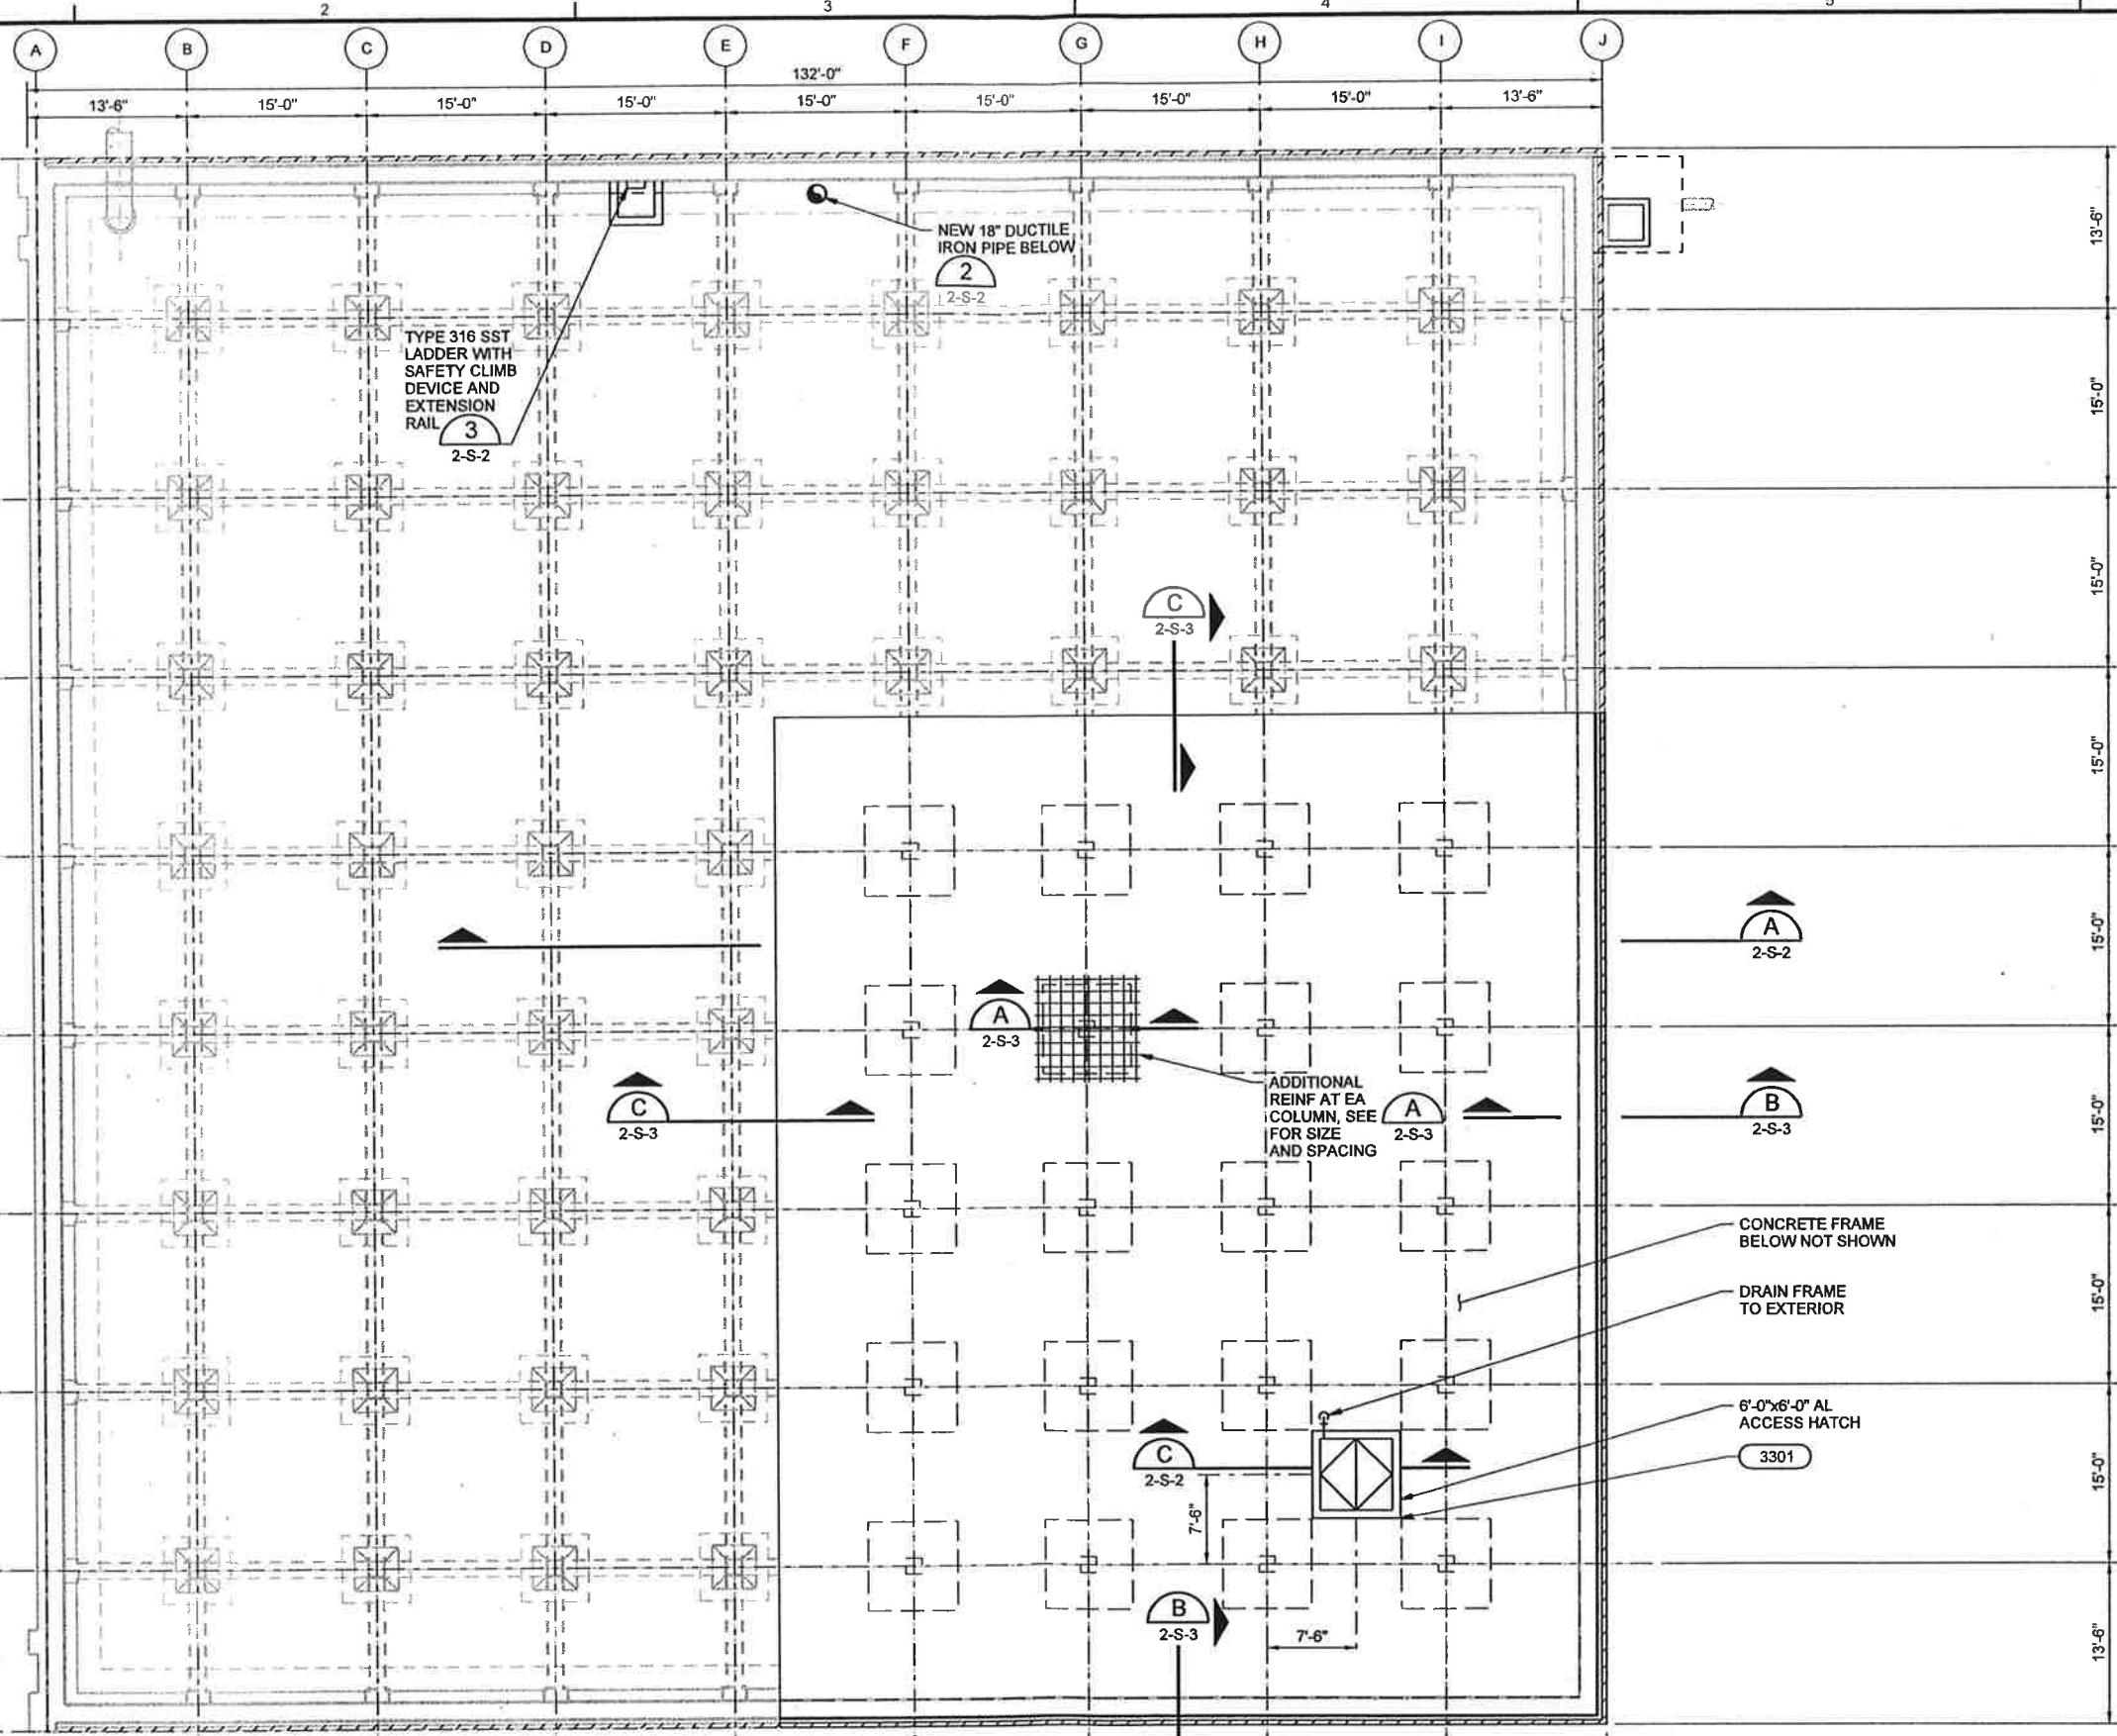 2
3
4
5
A
B
C
D
E
F
G
H
I
J
132'-0"
13'-6"
15'-0"
15'-0"
15'-0"
15'-0"
15'-0"
15'-0"
15'-0"
13'-6"
NEW 18" DUCTILE
IRON PIPE BELOW
2
2-S-2
TYPE 316 SST
LADDER WITH
SAFETY CLIMB
DEVICE AND
EXTENSION
RAIL
3
2-S-2
C
2-S-3
A
2-S-2
A
2-S-3
C
2-S-3
ADDITIONAL
REINF AT EA
COLUMN, SEE
FOR SIZE
AND SPACING
A
2-S-3
B
2-S-3
CONCRETE FRAME
BELOW NOT SHOWN
DRAIN FRAME
TO EXTERIOR
6'-0"x6'-0" AL
ACCESS HATCH
3301
C
2-S-2
7'-6"
B
2-S-3
7'-6"
13'-6"
15'-0"
15'-0"
15'-0"
15'-0"
15'-0"
15'-0"
15'-0"
13'-6"